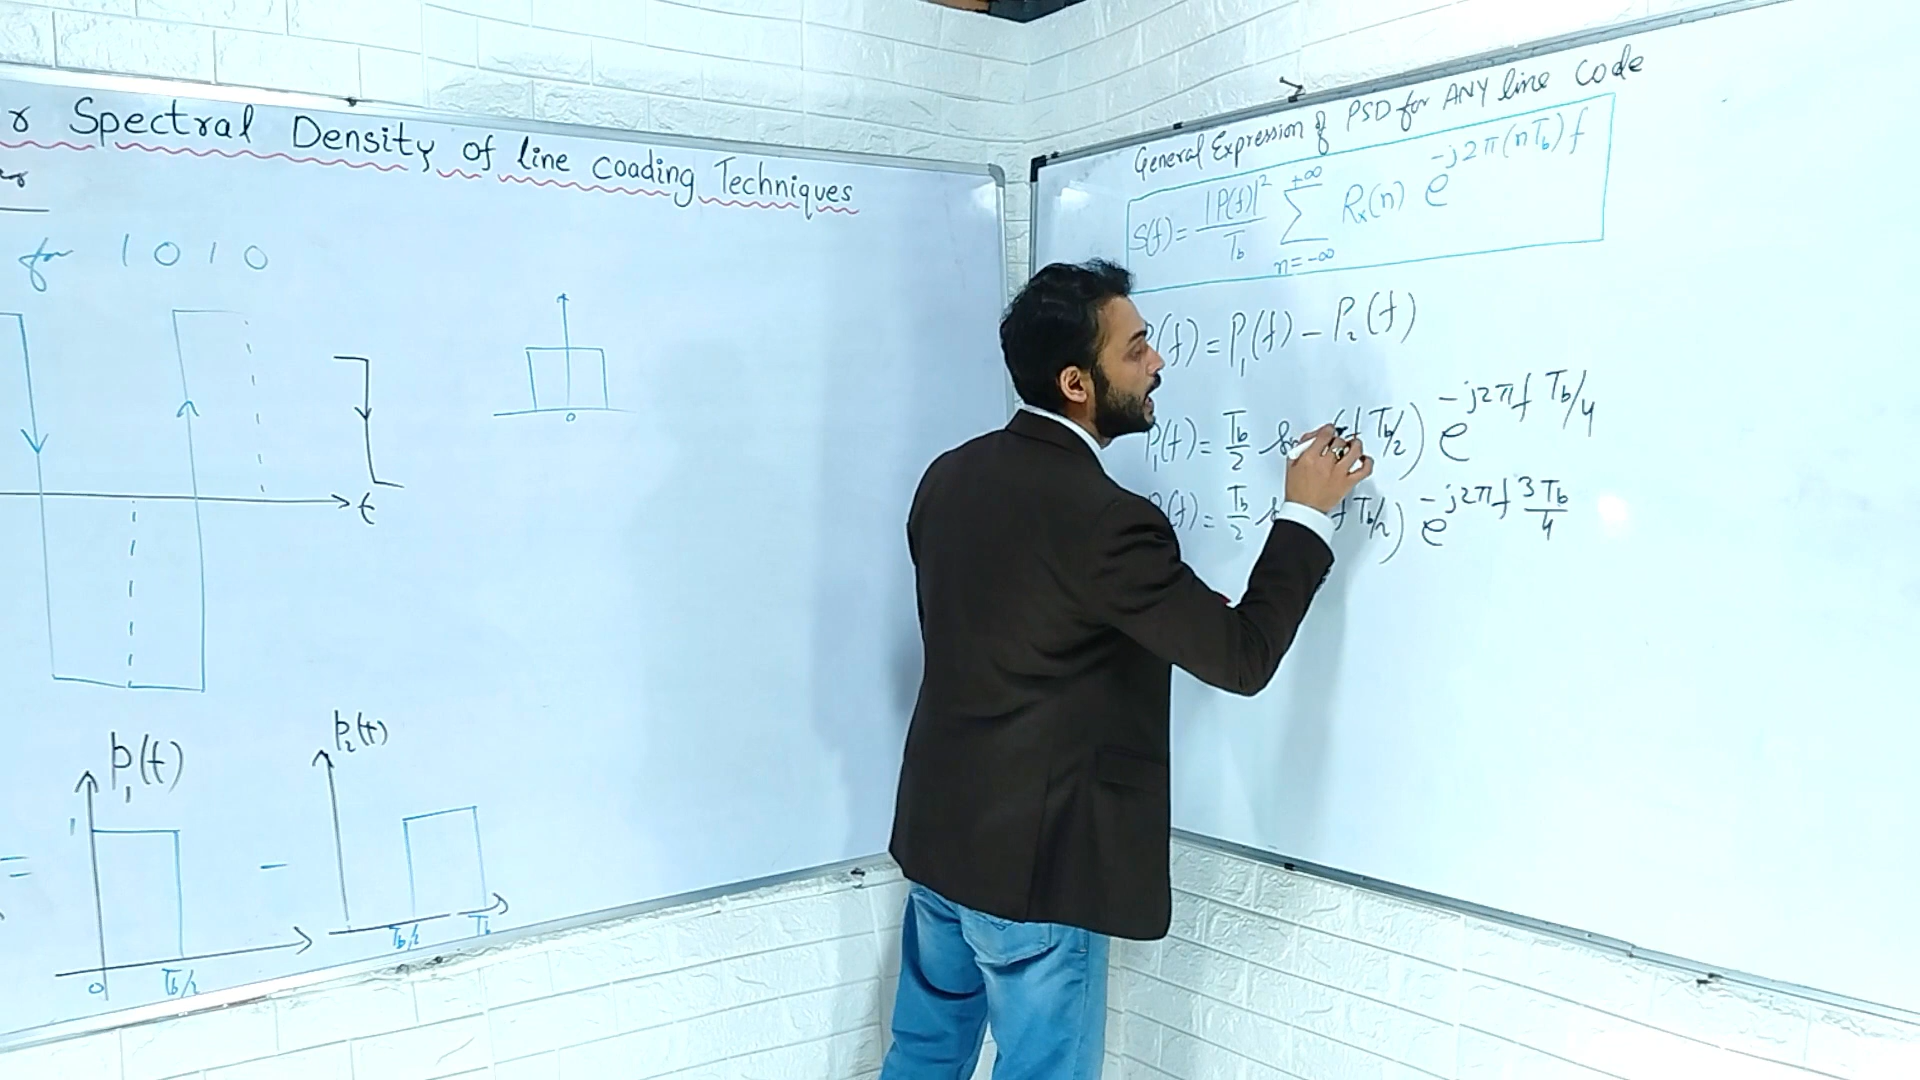 r Spectral Density of line Coading Techniques
for 1 0 1 0
t
0
p₁(t)
1
=
0
Tb/2
-
p₂(t)
Tb/2
Tb
General Expression of PSD for ANY line Code
S(f) = |P(f)|²/Tb ∑ n=-∞ +∞ Rx(n) e^-j2π(nTb)f
(f) = P₁(f) - P₂(f)
P₁(f) = Tb/2 Tb/2) e^-j2πf Tb/4
(f) = Tb/2 f Tb/2) e^-j2πf 3Tb/4